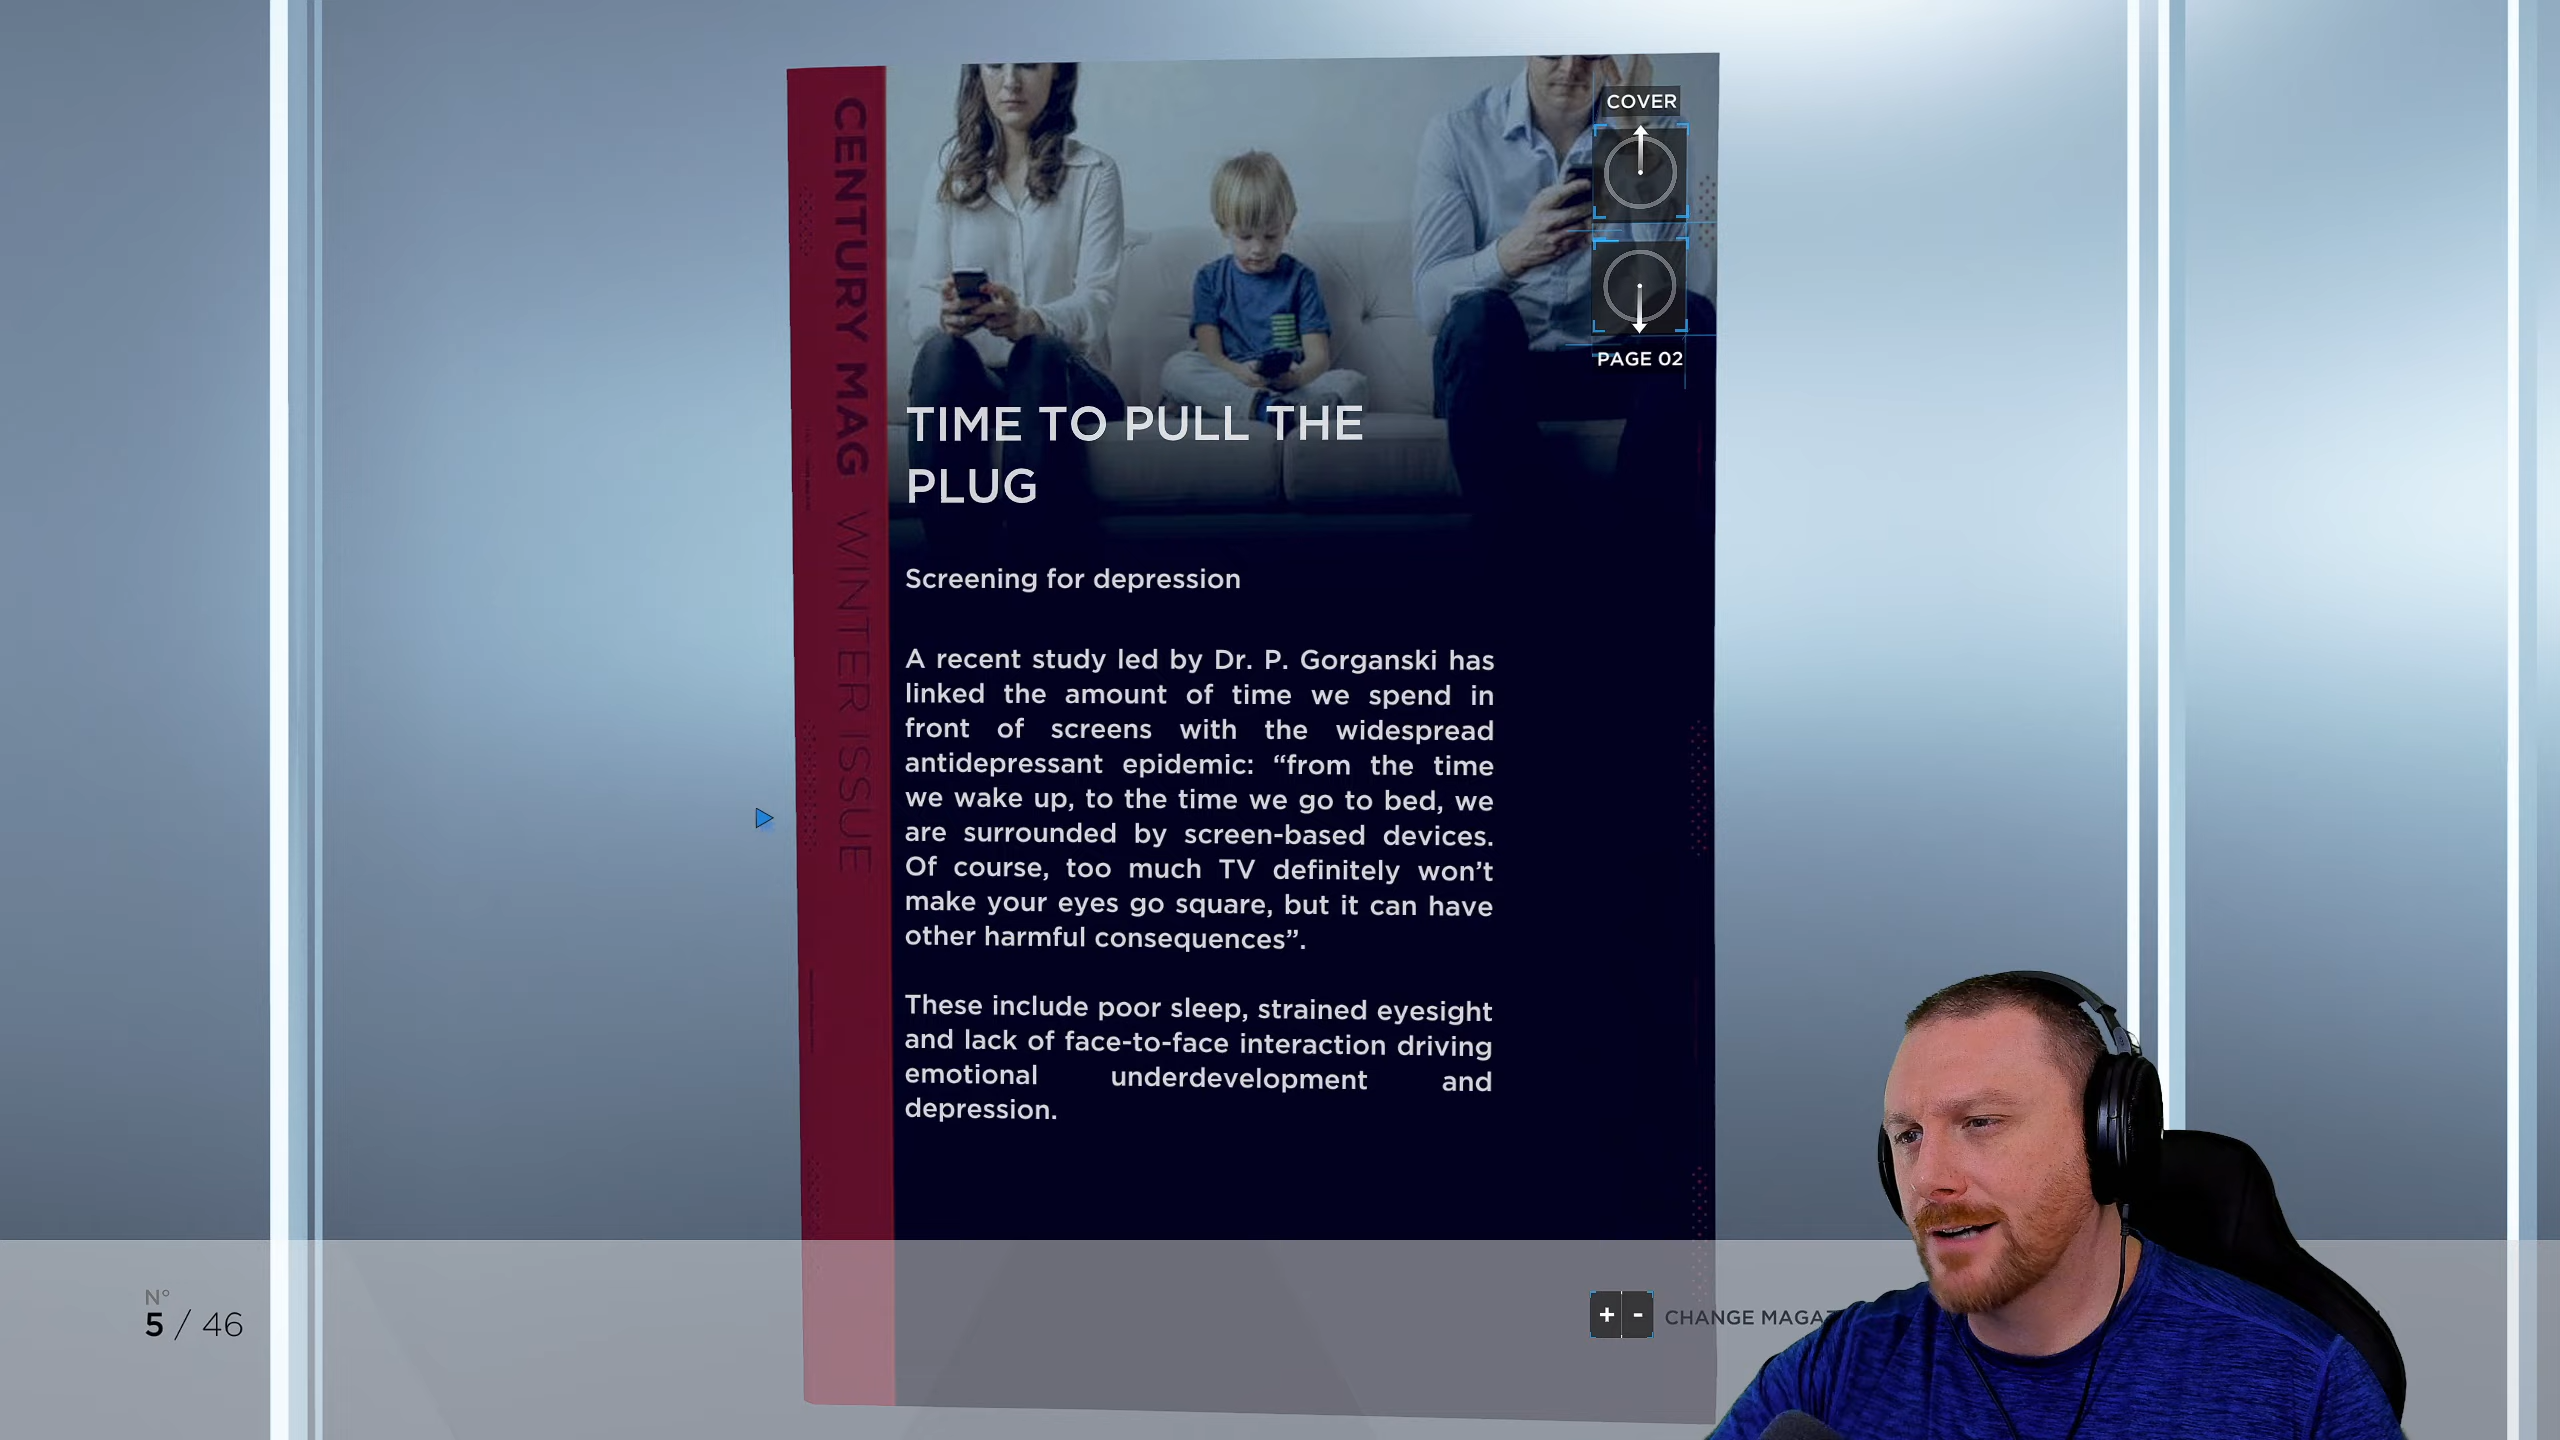 CENTURY MAG WINTER ISSUE
COVER
PAGE 02
TIME TO PULL THE
PLUG
Screening for depression
A recent study led by Dr. P. Gorganski has
linked the amount of time we spend in
front of screens with the widespread
antidepressant epidemic: “from the time
we wake up, to the time we go to bed, we
are surrounded by screen-based devices.
Of course, too much TV definitely won’t
make your eyes go square, but it can have
other harmful consequences”.
These include poor sleep, strained eyesight
and lack of face-to-face interaction driving
emotional underdevelopment and
depression.
N°
5 / 46
+ - CHANGE